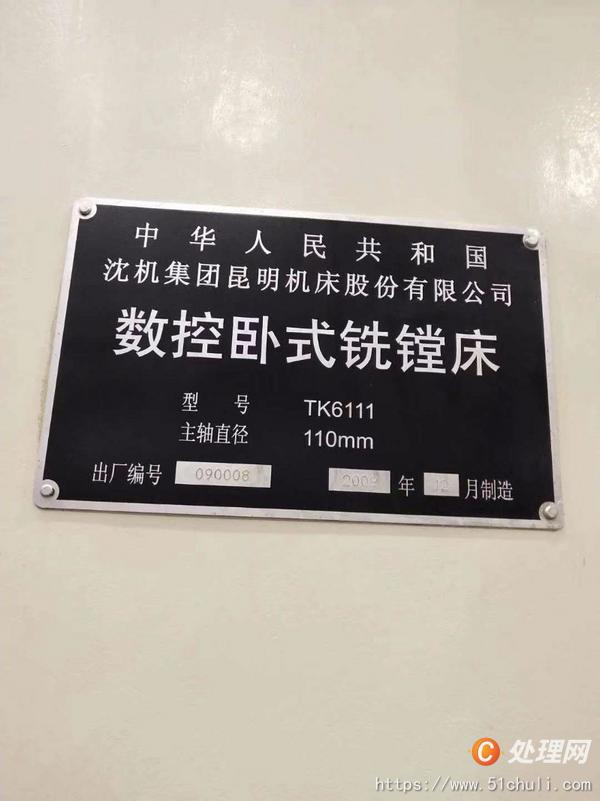 中华人民共和国
沈机集团昆明机床股份有限公司
数控卧式铣镗床
型号 TK6111
主轴直径 110mm
出厂编号 090008 年 12 月制造
C 处理网
https://www.51chuli.com